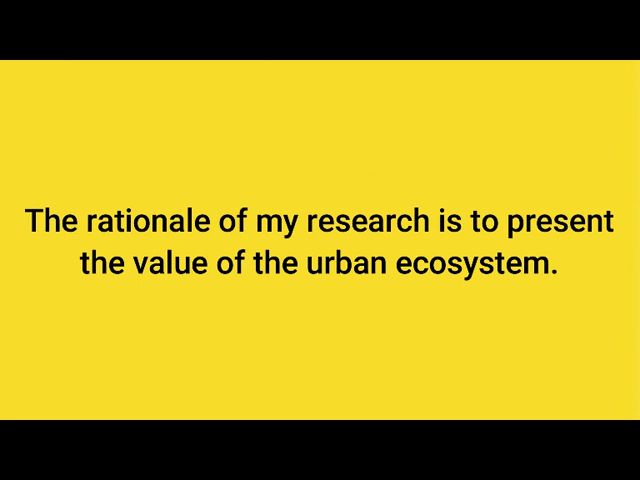 The rationale of my research is to present
the value of the urban ecosystem.